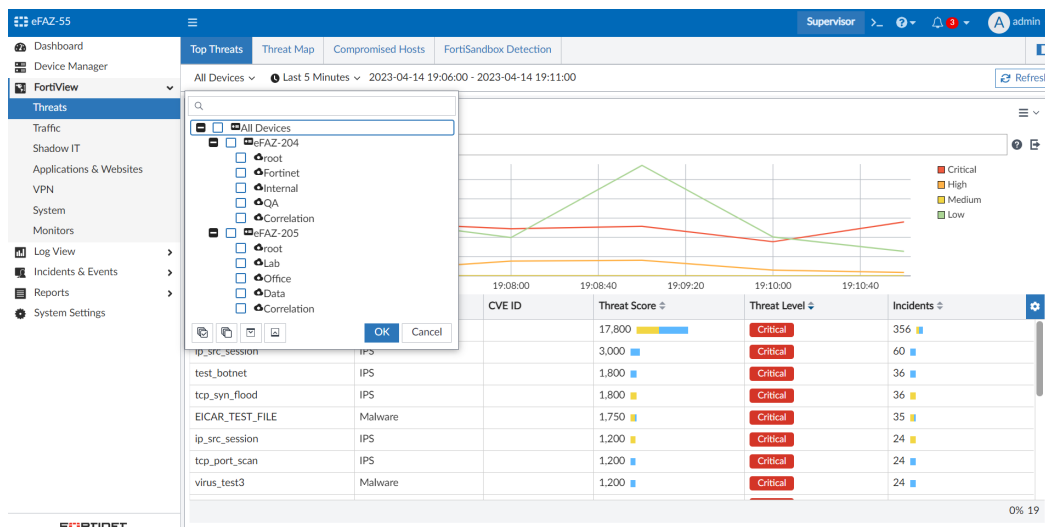 eFAZ-55
Supervisor
>_
3
A admin
Dashboard
Device Manager
FortiView
Threats
Traffic
Shadow IT
Applications & Websites
VPN
System
Monitors
Log View
Incidents & Events
Reports
System Settings
Top Threats Threat Map Compromised Hosts FortiSandbox Detection
All Devices Last 5 Minutes 2023-04-14 19:06:00 - 2023-04-14 19:11:00
Refresh
All Devices
eFAZ-204
root
Fortinet
Internal
QA
Correlation
eFAZ-205
root
Lab
Office
Data
Correlation
OK Cancel
Critical
High
Medium
Low
19:08:00 19:08:40 19:09:20 19:10:00 19:10:40
CVE ID Threat Score Threat Level Incidents
17,800 Critical 356
ip_src_session IPS 3,000 Critical 60
test_botnet IPS 1,800 Critical 36
tcp_syn_flood IPS 1,800 Critical 36
EICAR_TEST_FILE Malware 1,750 Critical 35
ip_src_session IPS 1,200 Critical 24
tcp_port_scan IPS 1,200 Critical 24
virus_test3 Malware 1,200 Critical 24
0% 19